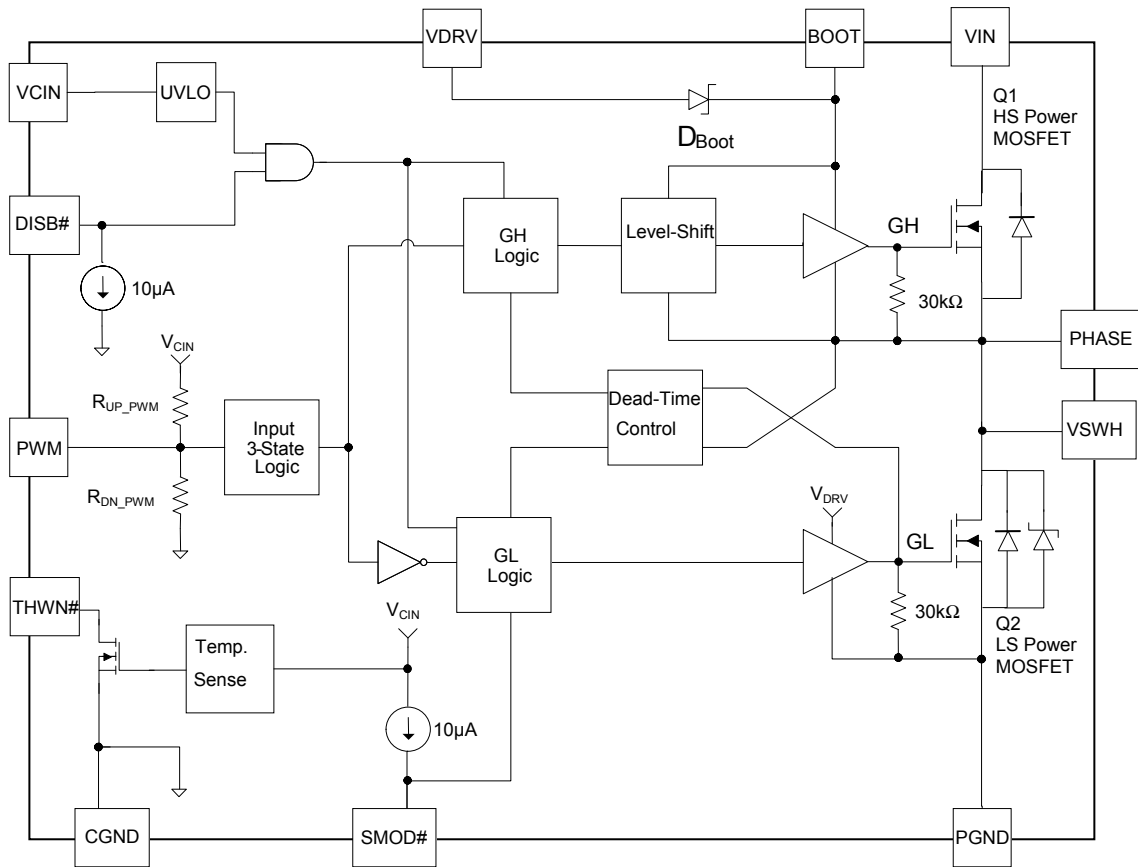 VDRV
BOOT
VIN
VCIN
UVLO
DBoot
Q1
HS Power
MOSFET
DISB#
GH
Logic
Level-Shift
GH
10µA
30kΩ
VCIN
PHASE
RUP_PWM
Dead-Time
Control
PWM
Input
3-State
Logic
VSWH
RDN_PWM
VDRV
GL
Logic
GL
THWN#
VCIN
30kΩ
Temp.
Sense
Q2
LS Power
MOSFET
10µA
CGND
SMOD#
PGND